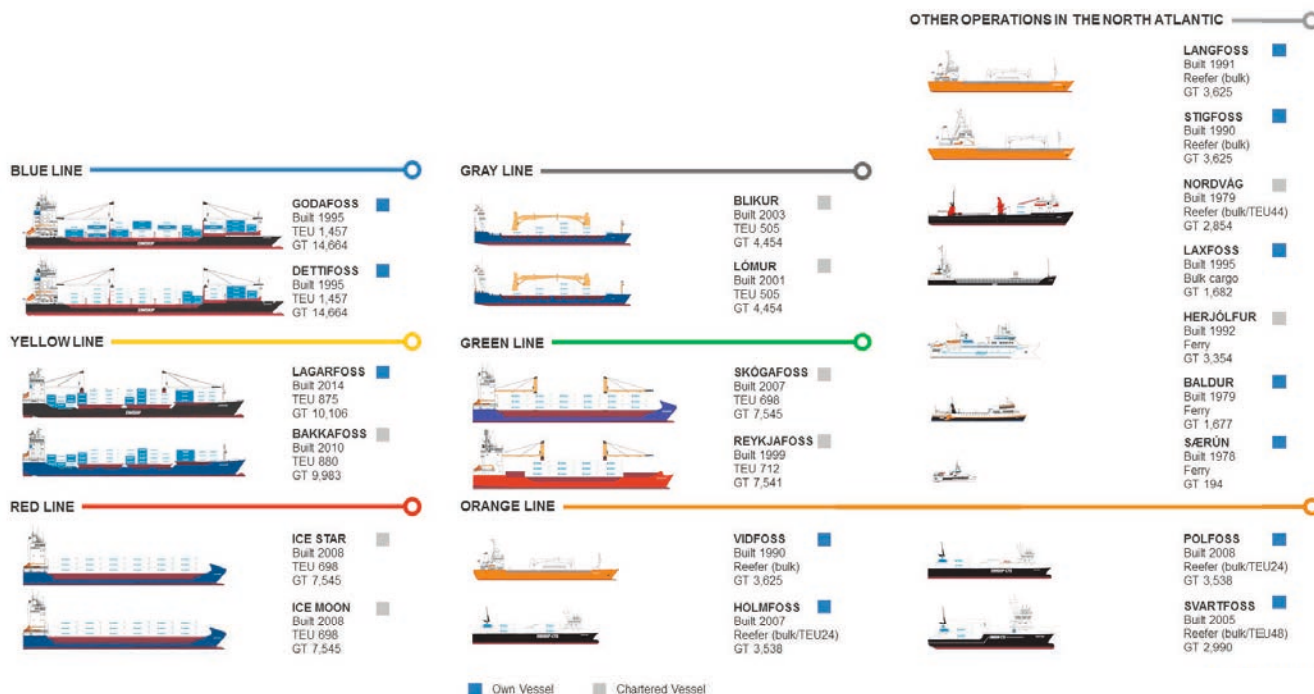 OTHER OPERATIONS IN THE NORTH ATLANTIC
LANGFOSS
Built 1991
Reefer (bulk)
GT 3,625
STIGFOSS
Built 1990
Reefer (bulk)
GT 3,625
NORDVÅG
Built 1979
Reefer (bulk/TEU44)
GT 2,854
LAXFOSS
Built 1995
Bulk cargo
GT 1,682
HERJÓLFUR
Built 1992
Ferry
GT 3,354
BALDUR
Built 1979
Ferry
GT 1,677
SÆRÚN
Built 1978
Ferry
GT 194
BLUE LINE
GODAFOSS
Built 1995
TEU 1,457
GT 14,664
DETTIFOSS
Built 1995
TEU 1,457
GT 14,664
GRAY LINE
BLIKUR
Built 2003
TEU 505
GT 4,454
LÓMUR
Built 2001
TEU 505
GT 4,454
YELLOW LINE
LAGARFOSS
Built 2014
TEU 875
GT 10,106
BAKKAFOSS
Built 2010
TEU 880
GT 9,983
GREEN LINE
SKÓGAFOSS
Built 2007
TEU 698
GT 7,545
REYKJAFOSS
Built 1999
TEU 712
GT 7,541
RED LINE
ICE STAR
Built 2008
TEU 698
GT 7,545
ICE MOON
Built 2008
TEU 698
GT 7,545
ORANGE LINE
VIDFOSS
Built 1990
Reefer (bulk)
GT 3,625
HOLMFOSS
Built 2007
Reefer (bulk/TEU24)
GT 3,538
POLFOSS
Built 2008
Reefer (bulk/TEU24)
GT 3,538
SVARTFOSS
Built 2005
Reefer (bulk/TEU48)
GT 2,990
Own Vessel
Chartered Vessel